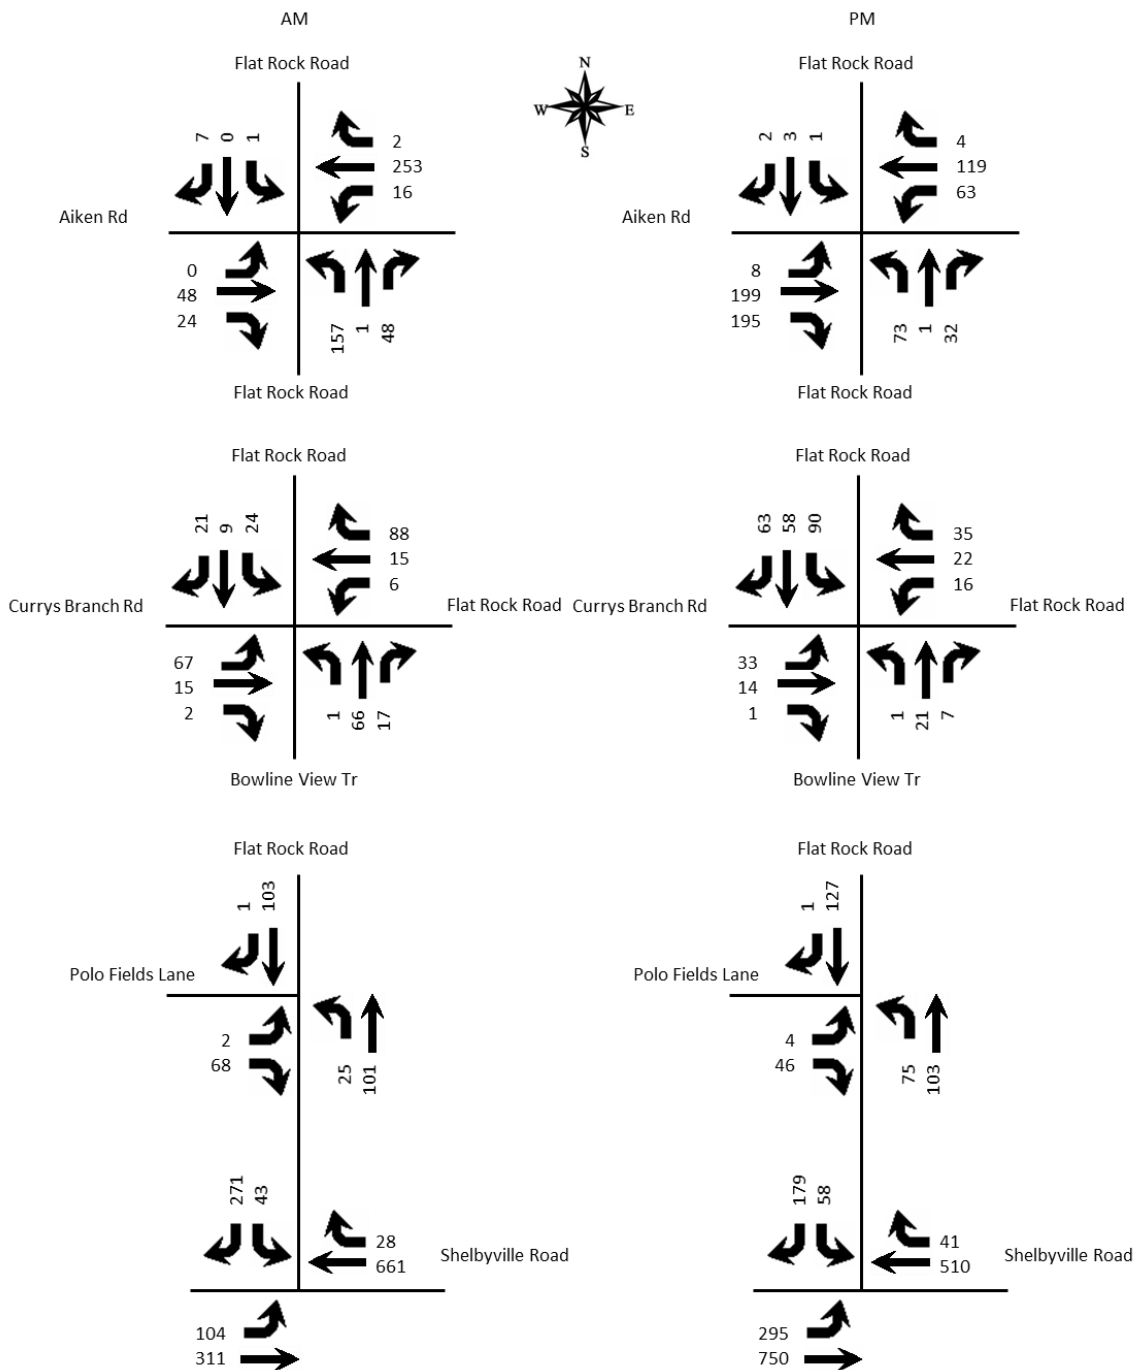 AM
PM
Flat Rock Road
N
W E
S
Flat Rock Road
7 0 1
2
253
16
2 3 1
4
119
63
Aiken Rd
Aiken Rd
0
48
24
157 1 48
8
199
195
73 1 32
Flat Rock Road
Flat Rock Road
Flat Rock Road
Flat Rock Road
21 9 24
88
15
6
63 58 90
35
22
16
Currys Branch Rd
Flat Rock Road
Currys Branch Rd
Flat Rock Road
67
15
2
1 66 17
33
14
1
1 21 7
Bowline View Tr
Bowline View Tr
Flat Rock Road
Flat Rock Road
1 103
1 127
Polo Fields Lane
Polo Fields Lane
2
68
25 101
4
46
75 103
271 43
28
661
Shelbyville Road
179 58
41
510
Shelbyville Road
104
311
295
750